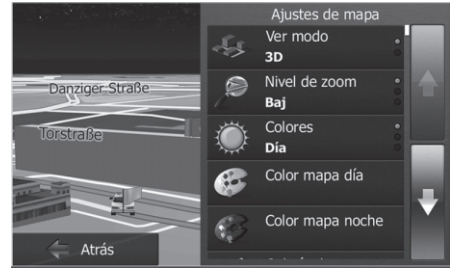 Ajustes de mapa
Ver modo
3D
Danziger Straße
Nivel de zoom
Baj
Torstraße
Colores
Día
Color mapa día
Color mapa noche
Atrás